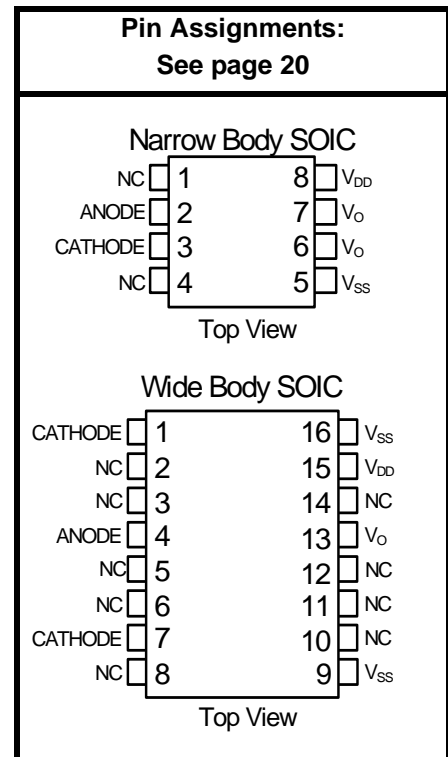 Pin Assignments:
See page 20
Narrow Body SOIC
NC 1 8 VDD
ANODE 2 7 VO
CATHODE 3 6 VO
NC 4 5 VSS
Top View
Wide Body SOIC
CATHODE 1 16 VSS
NC 2 15 VDD
NC 3 14 NC
ANODE 4 13 VO
NC 5 12 NC
NC 6 11 NC
CATHODE 7 10 NC
NC 8 9 VSS
Top View